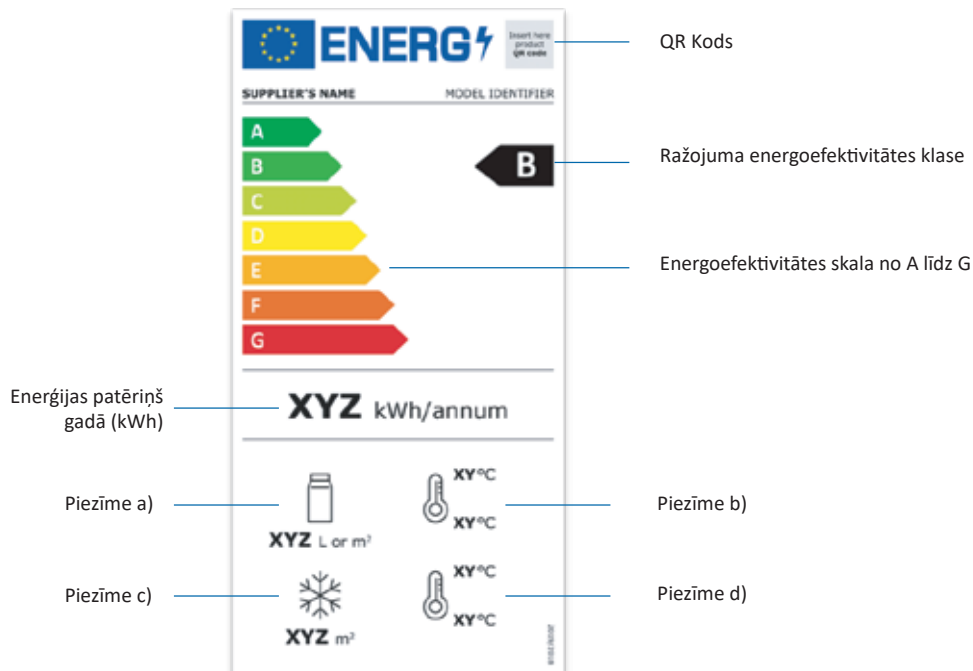 ENERG
Insert here
product
QR code
QR Kods
SUPPLIER'S NAME
MODEL IDENTIFIER
A
B
B
Ražojuma energoefektivitātes klase
C
D
E
Energoefektivitātes skala no A līdz G
F
G
Enerģijas patēriņš
gadā (kWh)
XYZ kWh/annum
Piezīme a)
XYZ L or m²
XY°C
XY°C
Piezīme b)
Piezīme c)
XYZ m²
XY°C
XY°C
Piezīme d)